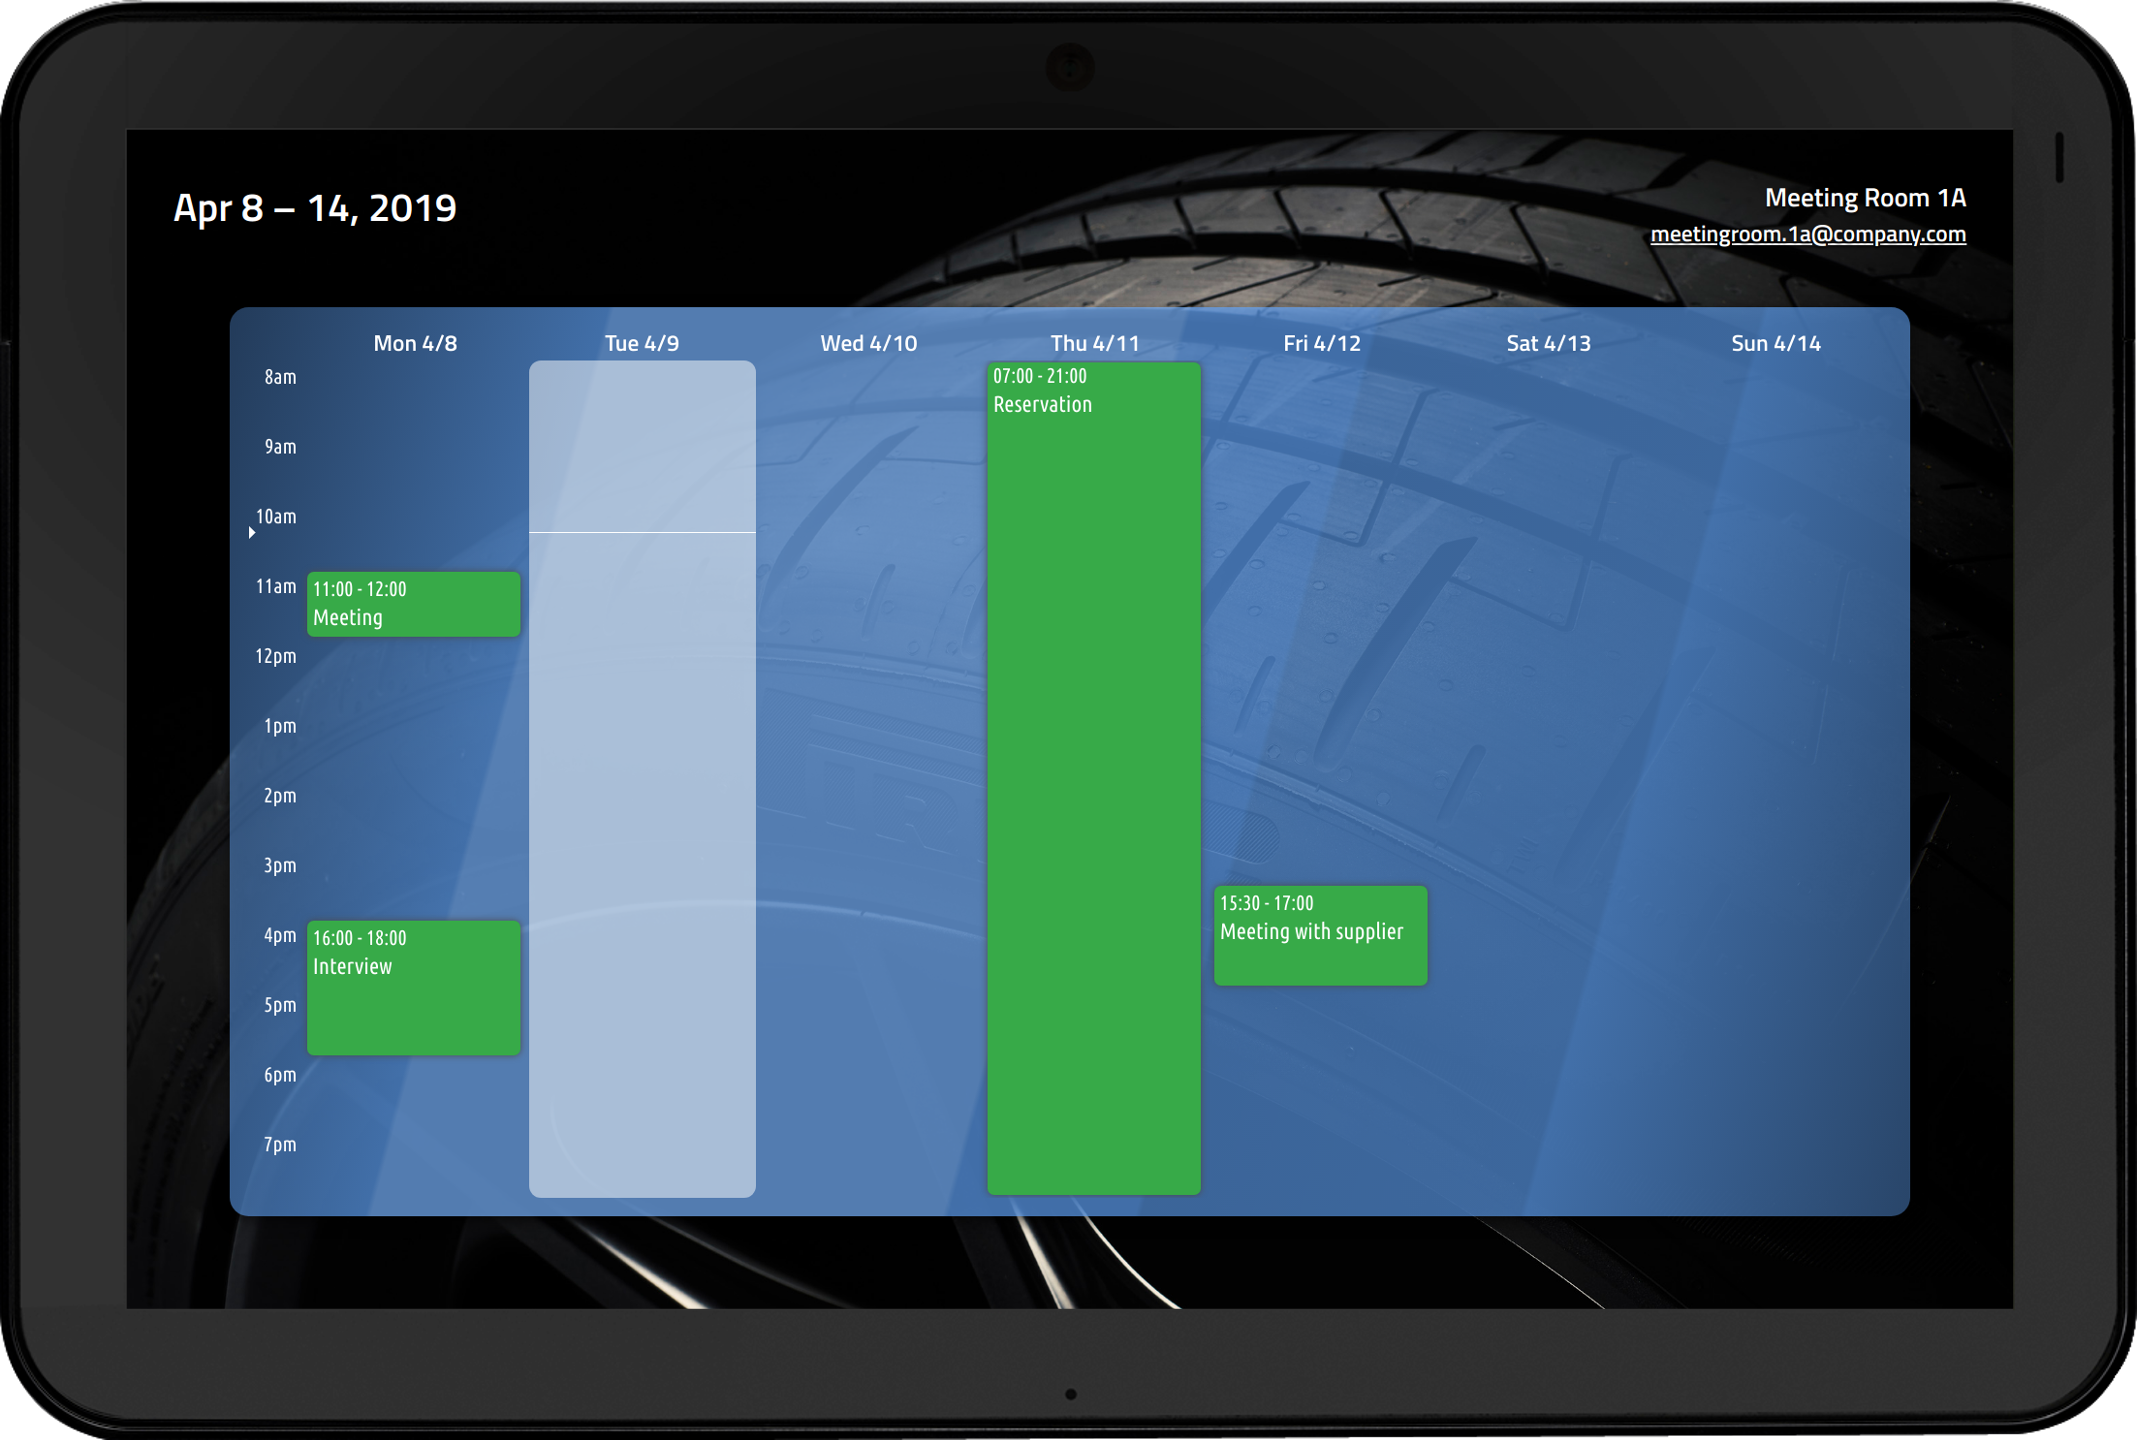 Apr 8 – 14, 2019
Meeting Room 1A
meetingroom.1a@company.com
Mon 4/8
Tue 4/9
Wed 4/10
Thu 4/11
Fri 4/12
Sat 4/13
Sun 4/14
8am
9am
10am
11am
12pm
1pm
2pm
3pm
4pm
5pm
6pm
7pm
11:00 - 12:00
Meeting
16:00 - 18:00
Interview
07:00 - 21:00
Reservation
15:30 - 17:00
Meeting with supplier